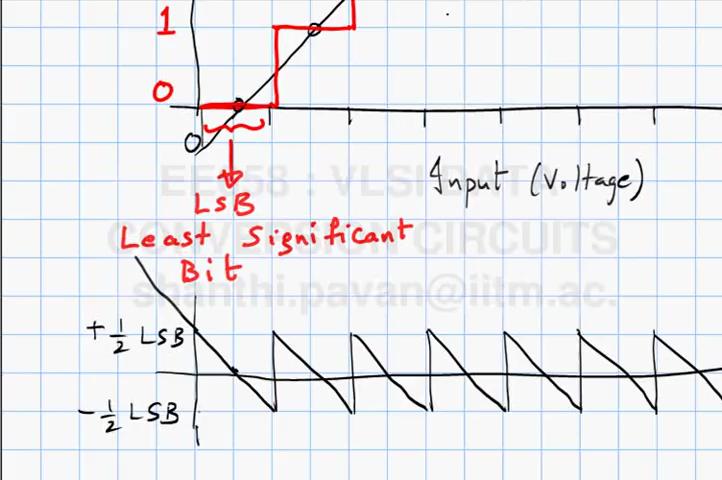 1
0
0
Input (Voltage)
LSB
Least Significant
Bit
EE658 : VLSI DATA
CONVERSION CIRCUITS
shanthi.pavan@iitm.ac.
+ 1/2 LSB
- 1/2 LSB